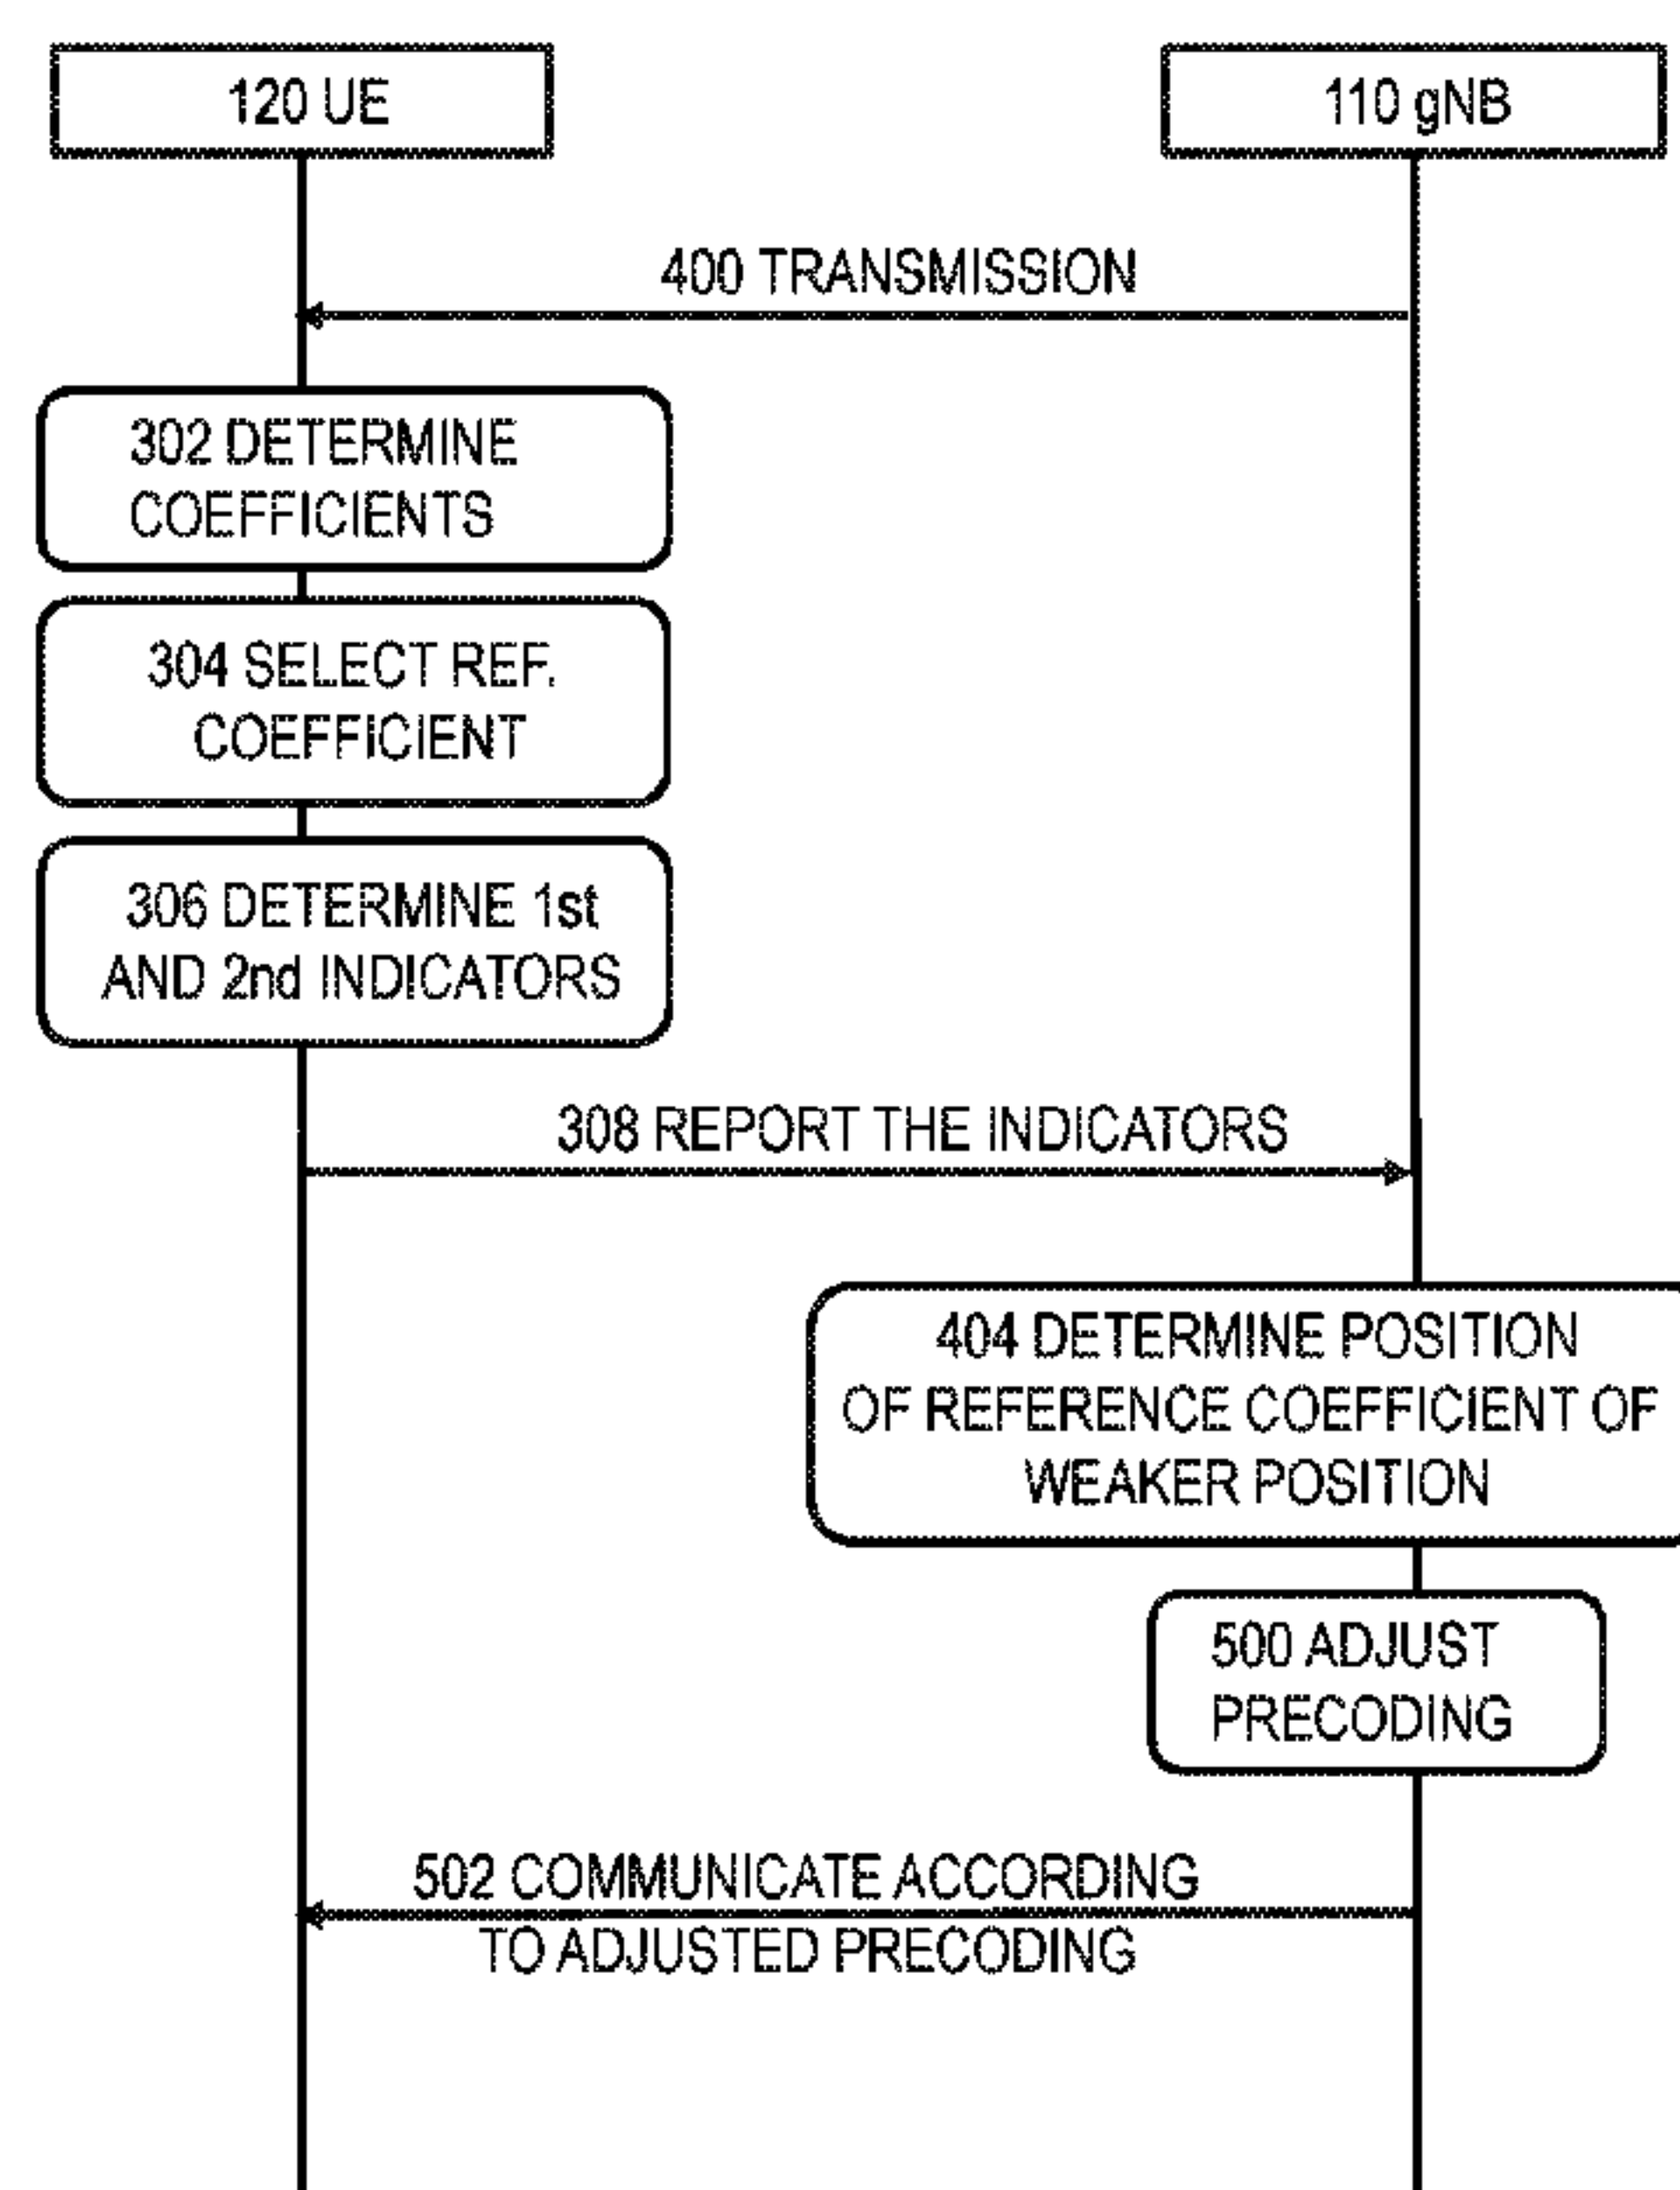 120 UE
110 gNB
400 TRANSMISSION
302 DETERMINE
COEFFICIENTS
304 SELECT REF.
COEFFICIENT
306 DETERMINE 1st
AND 2nd INDICATORS
308 REPORT THE INDICATORS
404 DETERMINE POSITION
OF REFERENCE COEFFICIENT OF
WEAKER POSITION
500 ADJUST
PRECODING
502 COMMUNICATE ACCORDING
TO ADJUSTED PRECODING